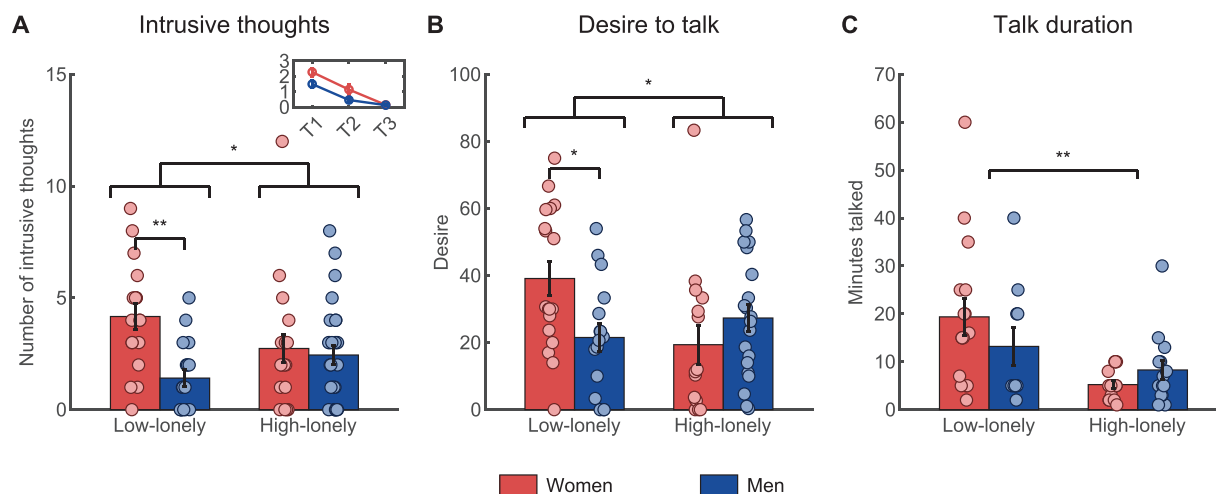 A Intrusive thoughts
Number of intrusive thoughts
15
10
5
0
3
2
1
0
T1 T2 T3
*
**
Low-lonely High-lonely
B Desire to talk
Desire
100
80
60
40
20
0
*
*
Low-lonely High-lonely
C Talk duration
Minutes talked
70
60
50
40
30
20
10
0
**
Low-lonely High-lonely
Women Men